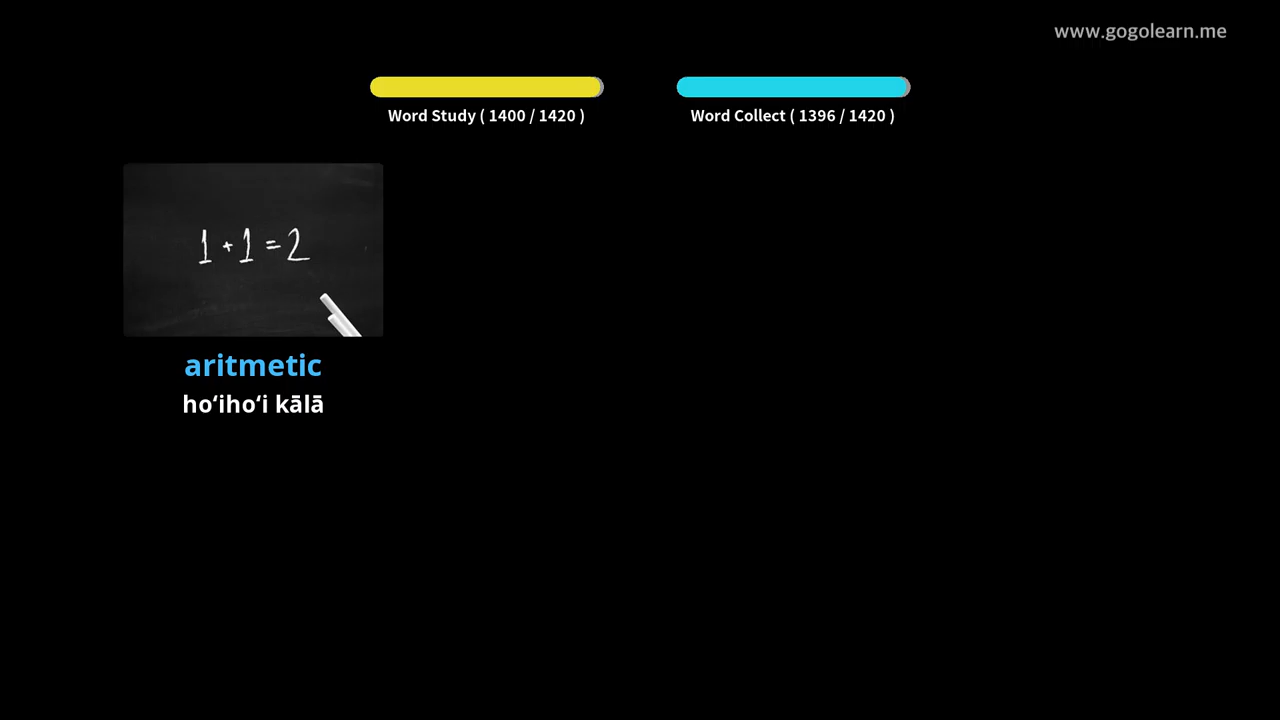 www.gogolearn.me
Word Study ( 1400 / 1420 )
Word Collect ( 1396 / 1420 )
1 + 1 = 2
aritmetic
hoʻihoʻi kālā